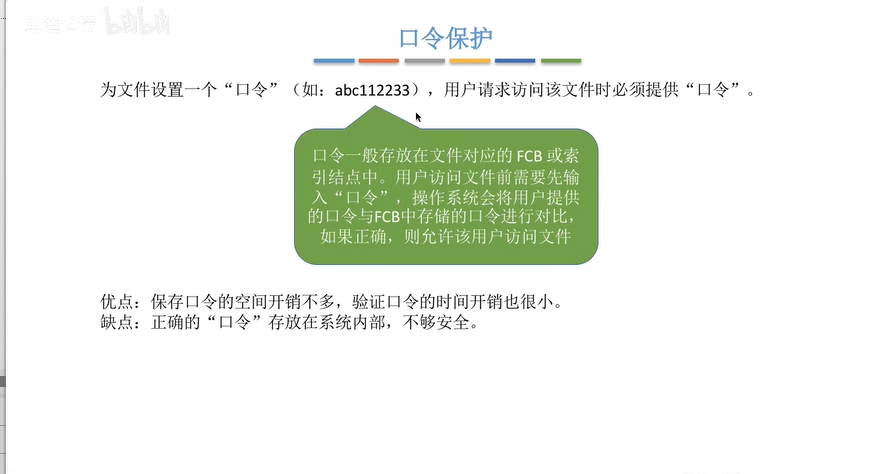 bilibili
口令保护
为文件设置一个“口令”（如：abc112233），用户请求访问该文件时必须提供“口令”。
口令一般存放在文件对应的 FCB 或索
引结点中。用户访问文件前需要先输
入“口令”，操作系统会将用户提供
的口令与FCB中存储的口令进行对比，
如果正确，则允许该用户访问文件
优点：保存口令的空间开销不多，验证口令的时间开销也很小。
缺点：正确的“口令”存放在系统内部，不够安全。